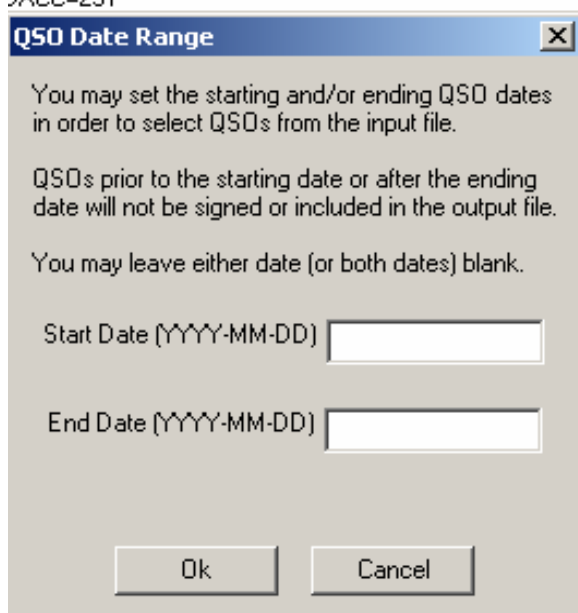 QSO Date Range
You may set the starting and/or ending QSO dates
in order to select QSOs from the input file.
QSOs prior to the starting date or after the ending
date will not be signed or included in the output file.
You may leave either date (or both dates) blank.
Start Date (YYYY-MM-DD)
End Date (YYYY-MM-DD)
Ok
Cancel